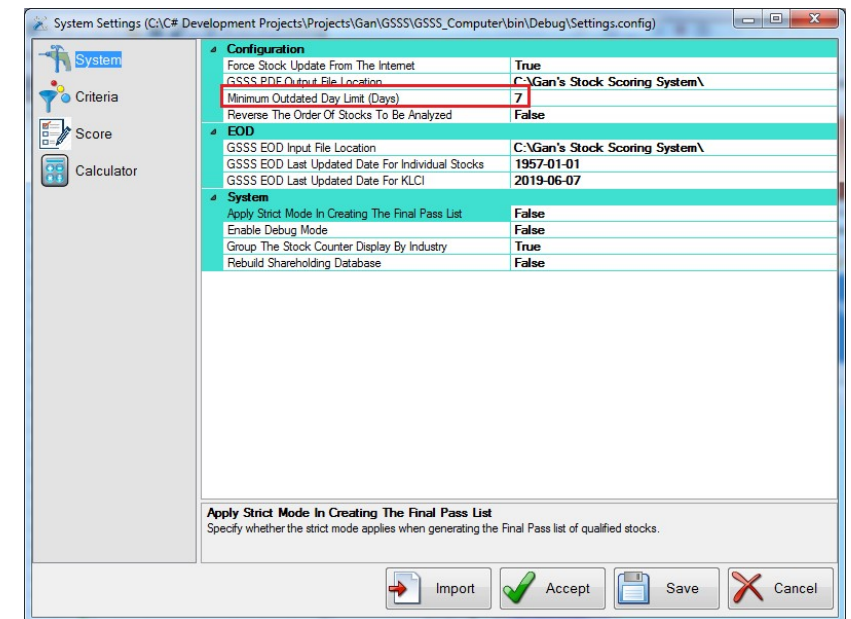 System Settings (C:\C# Development Projects\Projects\Gan\GSSS\GSSS_Computer\bin\Debug\Settings.config)
System
Criteria
Score
Calculator
Configuration
Force Stock Update From The Internet True
GSSS PDF Output File Location C:\Gan's Stock Scoring System\
Minimum Outdated Day Limit (Days) 7
Reverse The Order Of Stocks To Be Analyzed False
EOD
GSSS EOD Input File Location C:\Gan's Stock Scoring System\
GSSS EOD Last Updated Date For Individual Stocks 1957-01-01
GSSS EOD Last Updated Date For KLCI 2019-06-07
System
Apply Strict Mode In Creating The Final Pass List False
Enable Debug Mode False
Group The Stock Counter Display By Industry True
Rebuild Shareholding Database False
Apply Strict Mode In Creating The Final Pass List
Specify whether the strict mode applies when generating the Final Pass list of qualified stocks.
Import Accept Save Cancel